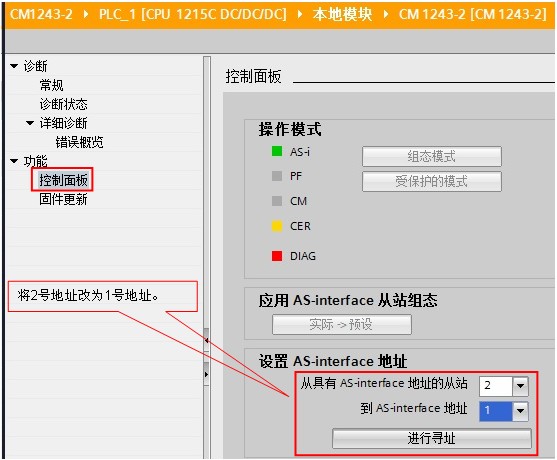 CM1243-2 ▸ PLC_1 [CPU 1215C DC/DC/DC] ▸ 本地模块 ▸ CM 1243-2 [CM 1243-2]
诊断
常规
诊断状态
详细诊断
错误概览
功能
控制面板
固件更新
将2号地址改为1号地址。
控制面板
操作模式
AS-i
组态模式
PF
受保护的模式
CM
CER
DIAG
应用 AS-interface 从站组态
实际 -> 预设
设置 AS-interface 地址
从具有 AS-interface 地址的从站 2
到 AS-interface 地址 1
进行寻址